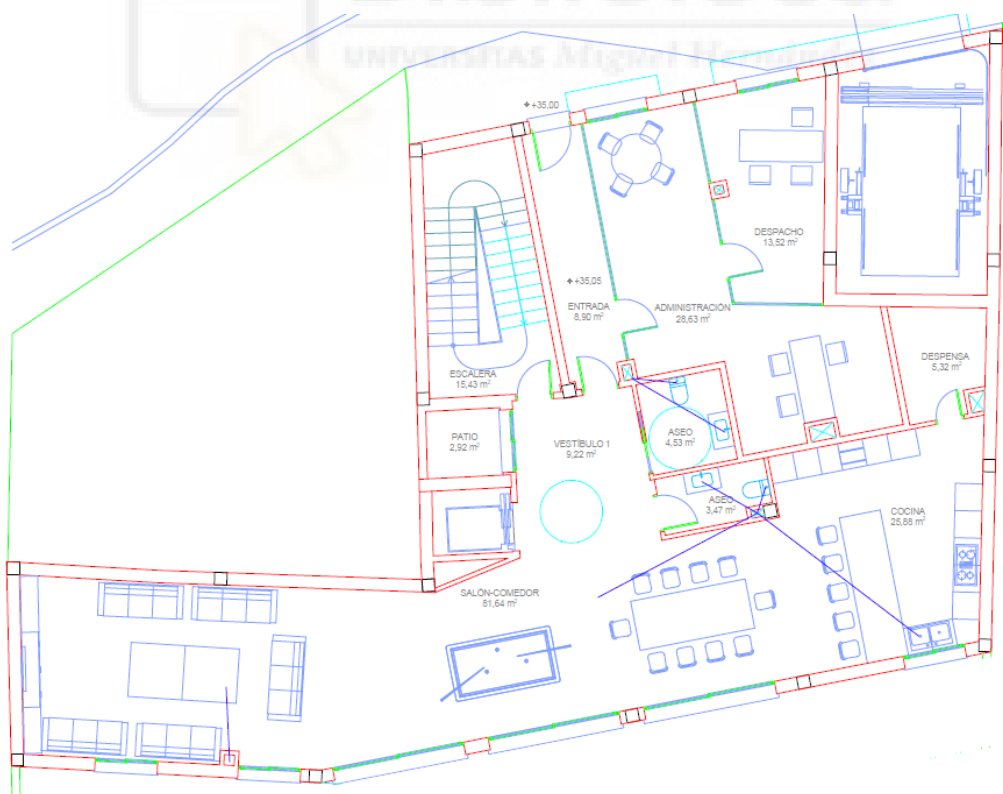 UNIVERSITAS Miguel Hernández
+35,00
DESPACHO
13,52 m²
+35,05
ENTRADA
8,90 m²
ADMINISTRACIÓN
28,63 m²
DESPENSA
5,32 m²
ESCALERA
15,43 m²
PATIO
2,92 m²
VESTÍBULO 1
9,22 m²
ASEO
4,53 m²
ASEO
3,47 m²
COCINA
25,88 m²
SALÓN-COMEDOR
81,64 m²